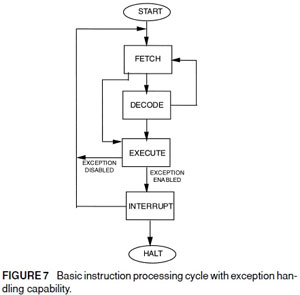 START
FETCH
DECODE
EXECUTE
EXCEPTION
DISABLED
EXCEPTION
ENABLED
INTERRUPT
HALT
FIGURE 7 Basic instruction processing cycle with exception han-
dling capability.